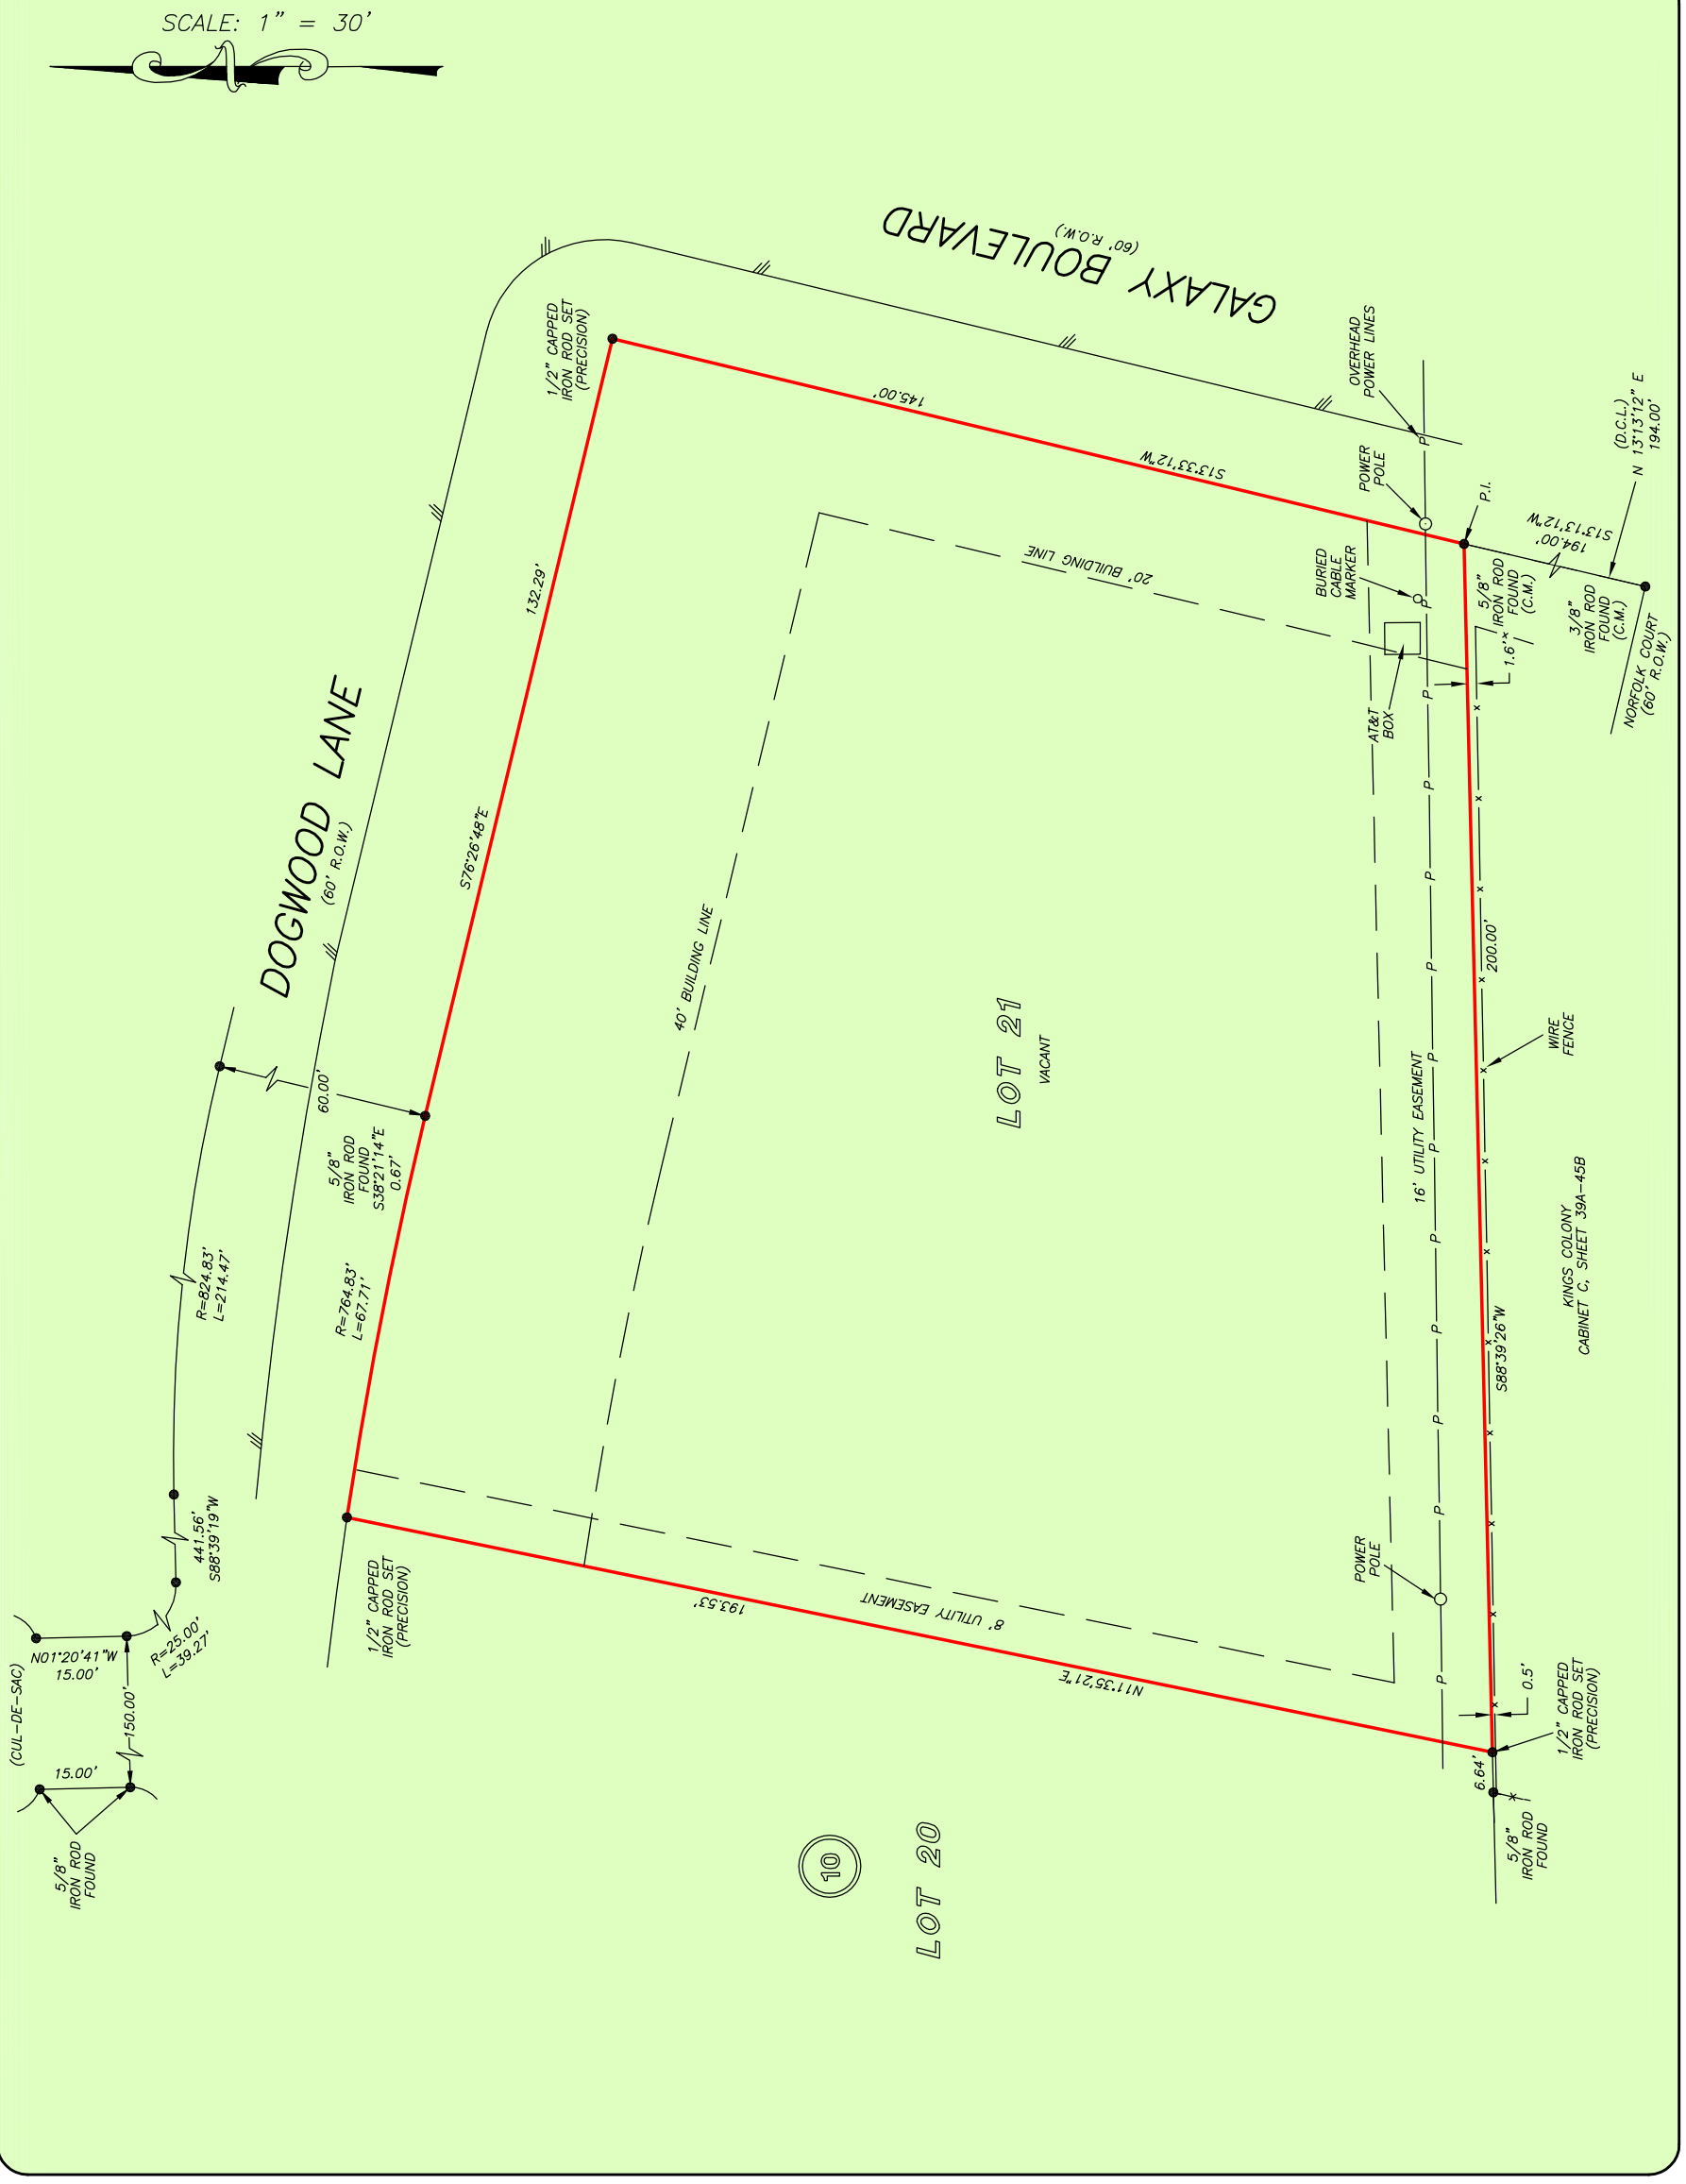 SCALE: 1" = 30'
GALAXY BOULEVARD
(60' R.O.W.)
DOGWOOD LANE
(60' R.O.W.)
1/2" CAPPED
IRON ROD SET
(PRECISION)
145.00'
S13°33'12"W
132.29'
S76°26'48"E
OVERHEAD
POWER LINES
P
POWER
POLE
P.I.
(D.C.L.)
N 13°13'12" E
194.00'
S13°13'12"W
194.00'
BURIED
CABLE
MARKER
P
20' BUILDING LINE
5/8"
IRON ROD
FOUND
(C.M.)
3/8"
IRON ROD
FOUND
(C.M.)
1.6'
NORFOLK COURT
(60' R.O.W.)
AT&T
BOX
40' BUILDING LINE
60.00'
5/8"
IRON ROD
FOUND
S38°21'14"E
0.67'
R=764.83'
L=67.71'
R=824.83'
L=214.47'
LOT 21
VACANT
16' UTILITY EASEMENT
P
P
P
P
P
P
P
P
P
P
P
200.00'
S88°39'26"W
WIRE
FENCE
KINGS COLONY
CABINET C, SHEET 39A-45B
441.56'
S88°39'19"W
R=25.00'
L=39.27'
N01°20'41"W
15.00'
(CUL-DE-SAC)
150.00'
15.00'
5/8"
IRON ROD
FOUND
1/2" CAPPED
IRON ROD SET
(PRECISION)
193.53'
8' UTILITY EASEMENT
N11°35'21"E
POWER
POLE
0.5'
1/2" CAPPED
IRON ROD SET
(PRECISION)
6.64'
5/8"
IRON ROD
FOUND
10
LOT 20